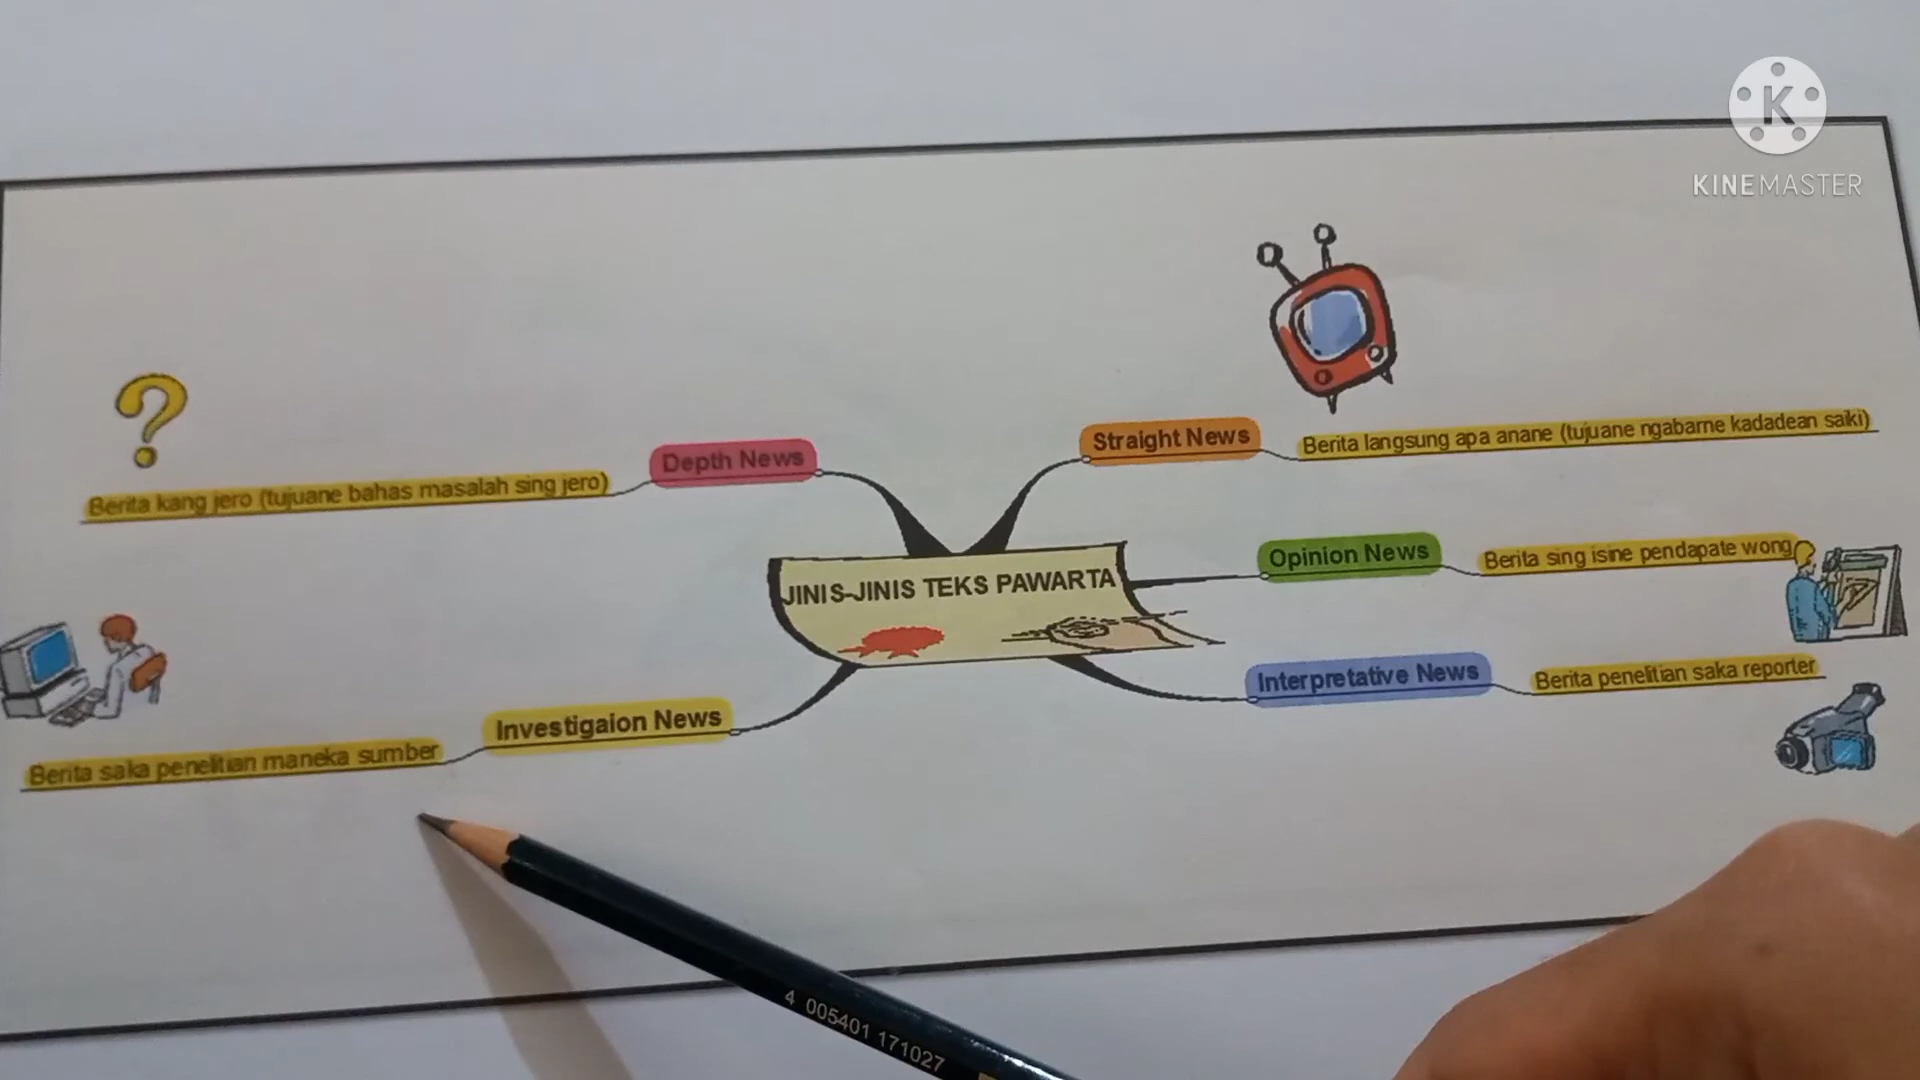 KINEMASTER
Straight News
Berita langsung apa anane (tujuane ngabarne kadadean saiki)
Depth News
Berita kang jero (tujuane bahas masalah sing jero)
Opinion News
Berita sing isine pendapate wong
JINIS-JINIS TEKS PAWARTA
Interpretative News
Berita penelitian saka reporter
Investigaion News
Berita saka penelitian maneka sumber
4 005401 171027